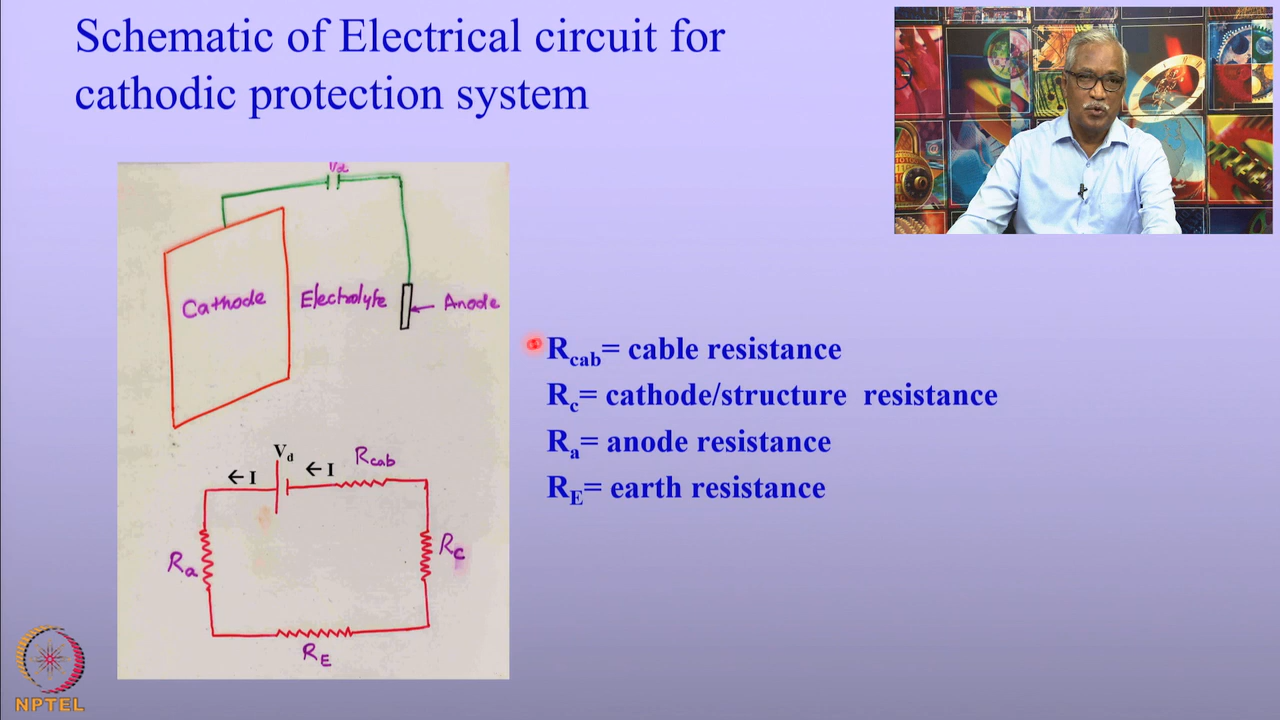 Schematic of Electrical circuit for
cathodic protection system
Vd
Cathode
Electrolyte
Anode
Rcab= cable resistance
Rc= cathode/structure resistance
Ra= anode resistance
RE= earth resistance
Vd
←I
←I
Rcab
Ra
Rc
RE
NPTEL